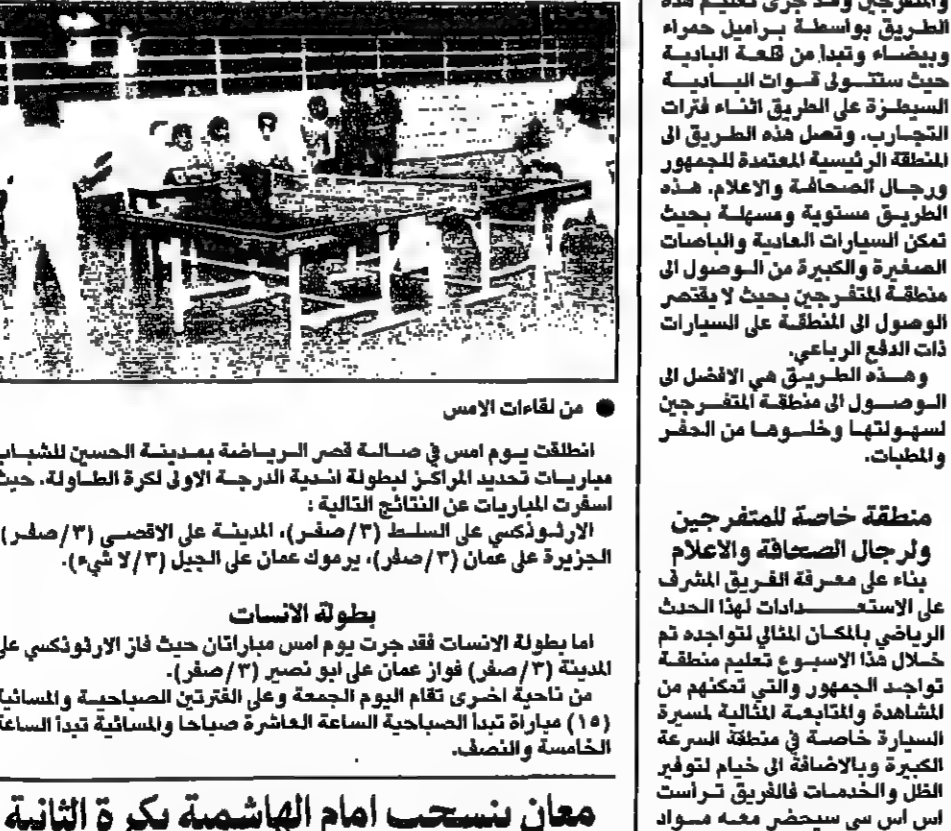 والمتفرجين وقد جرى تعليم هذه
الطريق بواسطة براميل حمراء
وبيضاء وتبدأ من قلعة البادية
حيث ستتولى قوات البادية
السيطرة على الطريق اثناء فترات
التجارب. وتصل هذه الطريق الى
المنطقة الرئيسية المعتمدة للجمهور
ورجال الصحافة والاعلام. هذه
الطريق مستوية ومسهلة بحيث
تمكن السيارات العادية والباصات
الصغيرة والكبيرة من الوصول الى
منطقة المتفرجين بحيث لا يقتصر
الوصول الى المنطقة على السيارات
ذات الدفع الرباعي.
وهذه الطريق هي الافضل الى
الوصول الى منطقة المتفرجين
لسهولتها وخلوها من الحفر
والمطبات.
منطقة خاصة للمتفرجين
ولرجال الصحافة والاعلام
بناء على معرفة الفريق المشرف
على الاستعدادات لهذا الحدث
الرياضي بالمكان المثالي لتواجده تم
خلال هذا الاسبوع تعليم منطقة
تواجد الجمهور والتي تمكنهم من
المشاهدة والمتابعة المثالية لمسيرة
السيارة خاصة في منطقة السرعة
الكبيرة وبالاضافة الى خيام لتوفير
الظل والخدمات فالفريق تراست
اس اس سي سيحضر معه مواد
● من لقاءات الامس
انطلقت يوم امس في صالة قصر الرياضة بمدينة الحسين للشباب
مباريات تحديد المراكز لبطولة اندية الدرجة الاولى لكرة الطاولة. حيث
اسفرت المباريات عن النتائج التالية :
الارثوذكسي على السلط (٣/صفر)، المدينة على الاقصى (٣/صفر)
الجزيرة على عمان (٣/صفر)، يرموك عمان على الجيل (٣/لا شيء).
بطولة الانسات
اما بطولة الانسات فقد جرت يوم امس مباراتان حيث فاز الارثوذكسي على
المدينة (٣/صفر) فواز عمان على ابو نصير (٣/صفر).
من ناحية اخرى تقام اليوم الجمعة وعلى الفترتين الصباحية والمسائية
(١٥) مباراة تبدأ الصباحية الساعة العاشرة صباحا والمسائية تبدأ الساعة
الخامسة والنصف.
معان ينسحب امام الهاشمية بكرة الثانية